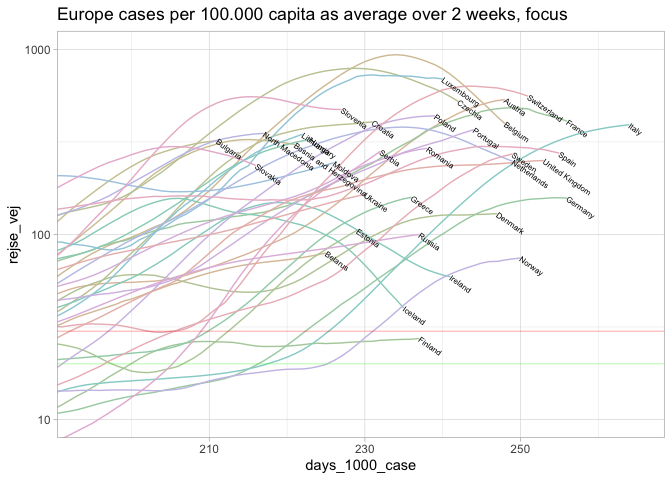 Europe cases per 100.000 capita as average over 2 weeks, focus
1000
100
10
rejse_vej
Luxembourg
Switzerland
Czechia
Austria
Slovenia
Croatia
Poland
Belgium
France
Italy
Bulgaria
North Macedonia
Hungary
Moldova
Bosnia and Herzegovina
Slovakia
Serbia
Romania
Portugal
Sweden
Netherlands
United Kingdom
Spain
Ukraine
Greece
Germany
Denmark
Estonia
Russia
Belarus
Norway
Ireland
Iceland
Finland
210
230
250
days_1000_case